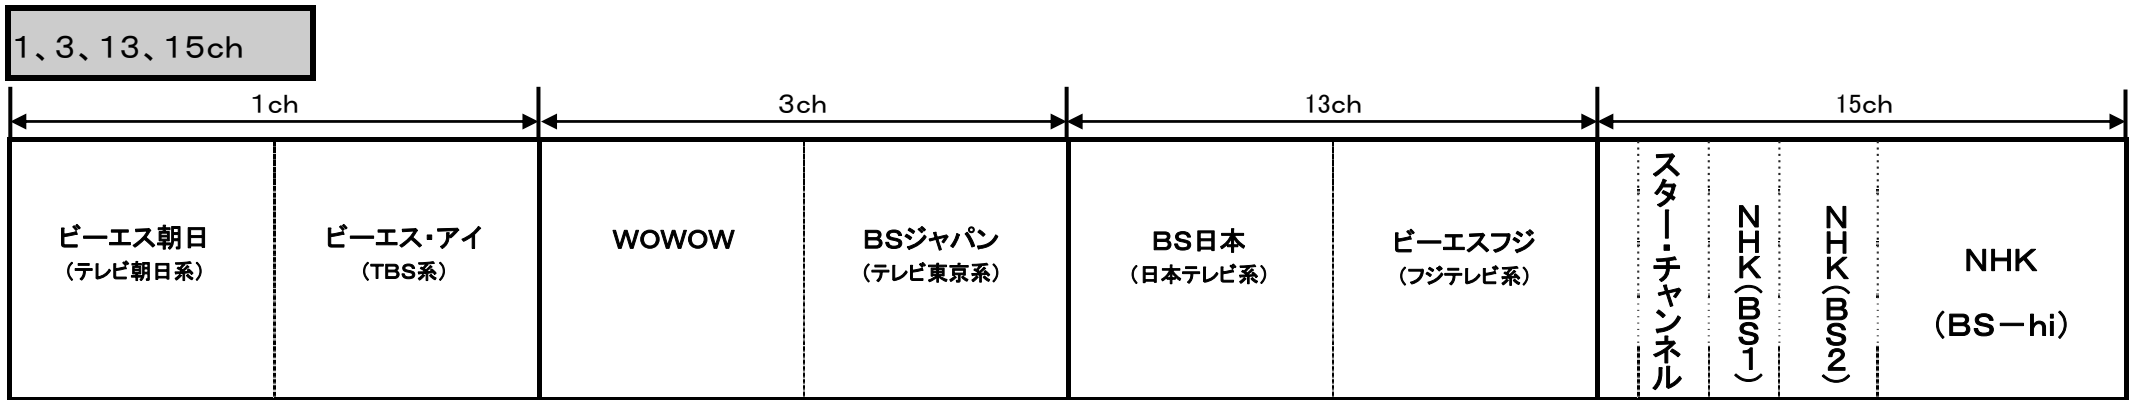 1、3、13、15ch
1ch
3ch
13ch
15ch
ビーエス朝日
(テレビ朝日系)
ビーエス・アイ
(TBS系)
WOWOW
BSジャパン
(テレビ東京系)
BS日本
(日本テレビ系)
ビーエスフジ
(フジテレビ系)
スター・チャンネル
NHK(BS1)
NHK(BS2)
NHK
(BS－hi)